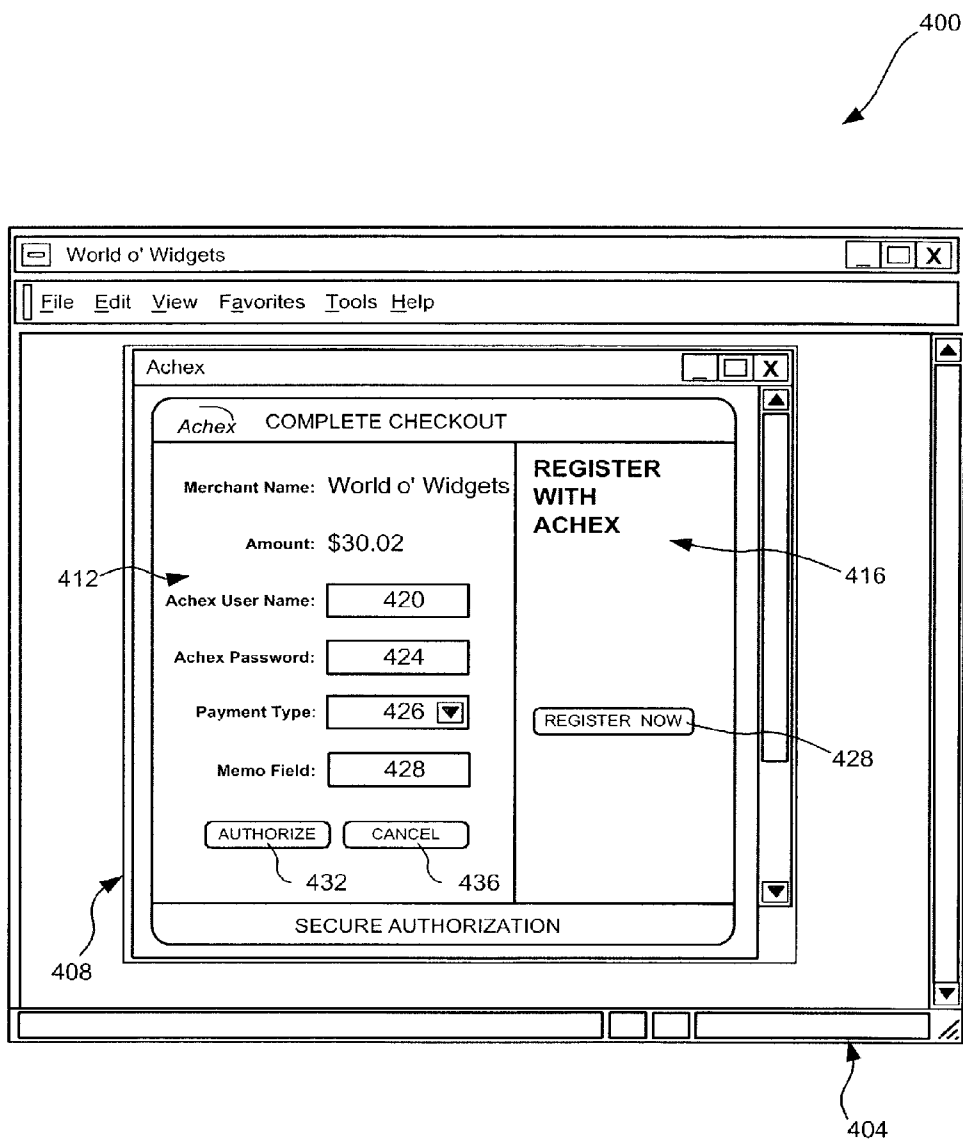 400
World o' Widgets
_ X
File Edit View Favorites Tools Help
Achex
_ X
Achex COMPLETE CHECKOUT
Merchant Name: World o' Widgets
Amount: $30.02
412
Achex User Name: 420
Achex Password: 424
Payment Type: 426
Memo Field: 428
AUTHORIZE CANCEL
432 436
REGISTER
WITH
ACHEX
416
REGISTER NOW
428
SECURE AUTHORIZATION
408
404